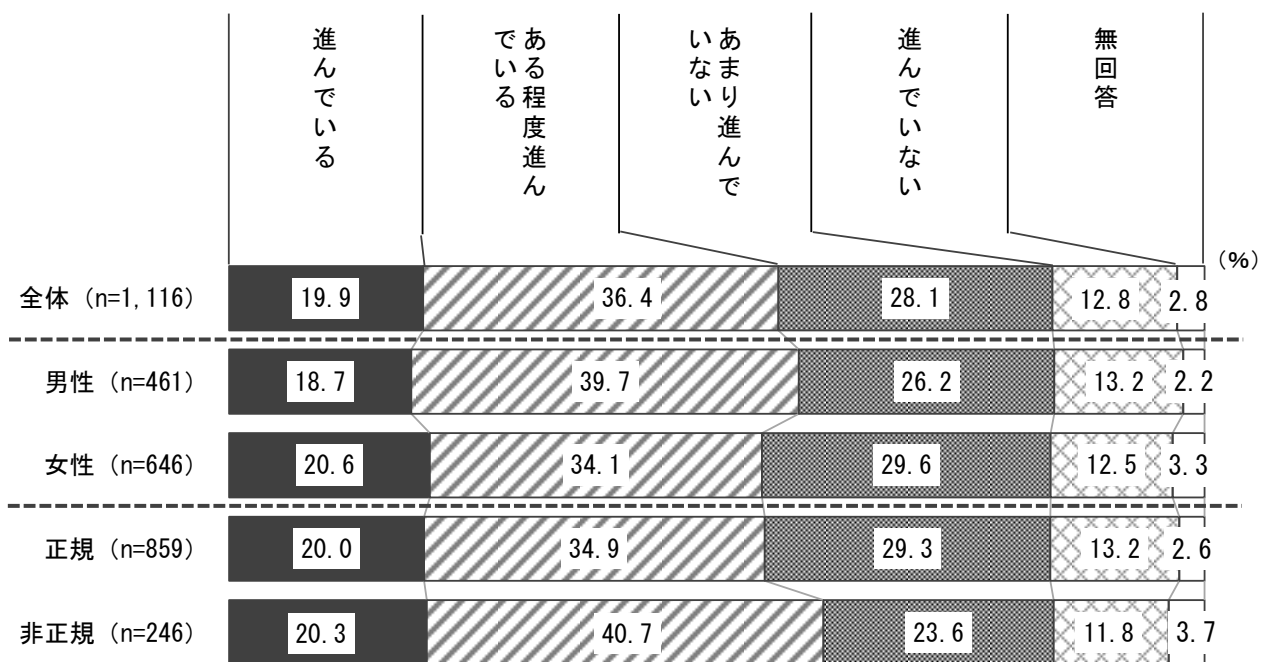 進んでいる
ある程度進ん
でいる
あまり進んで
いない
進んでいない
無回答
(%)
全体（n=1,116） 19.9 36.4 28.1 12.8 2.8
男性（n=461） 18.7 39.7 26.2 13.2 2.2
女性（n=646） 20.6 34.1 29.6 12.5 3.3
正規（n=859） 20.0 34.9 29.3 13.2 2.6
非正規（n=246） 20.3 40.7 23.6 11.8 3.7